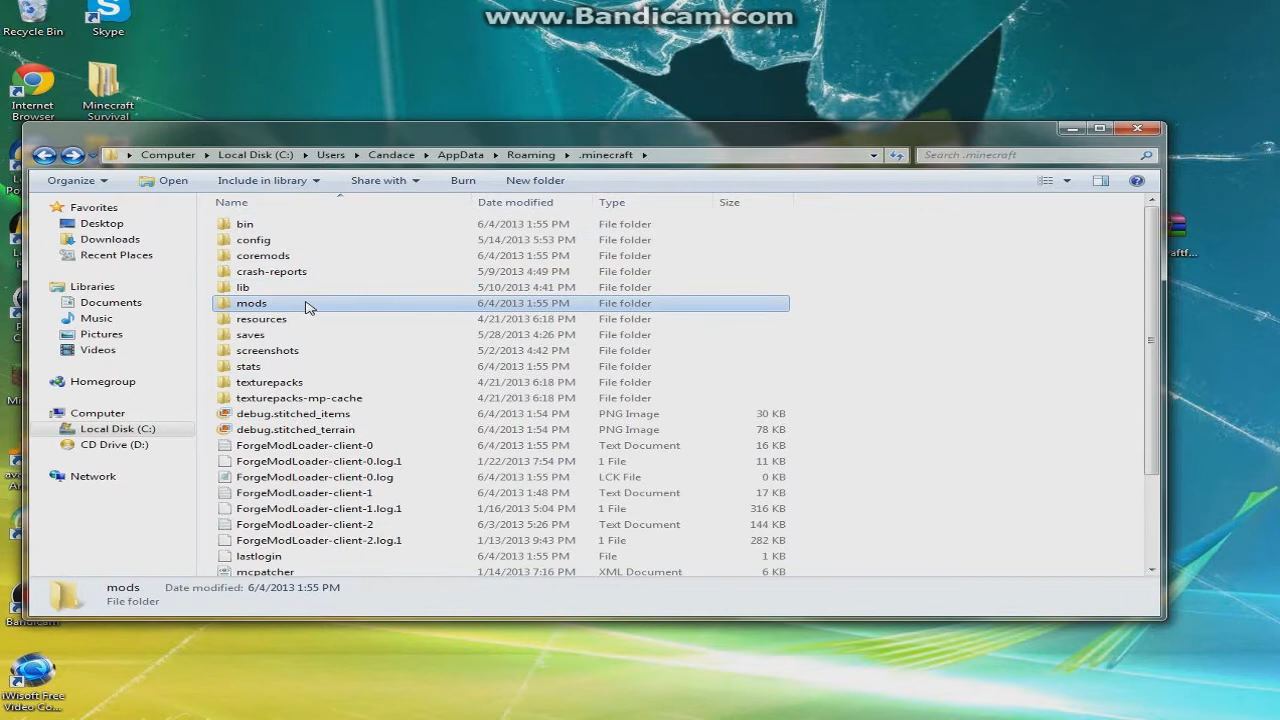 www.Bandicam.com
Recycle Bin
Skype
Internet Browser
Minecraft Survival
Computer Local Disk (C:) Users Candace AppData Roaming .minecraft
Search .minecraft
Organize Open Include in library Share with Burn New folder
Favorites
Desktop
Downloads
Recent Places
Libraries
Documents
Music
Pictures
Videos
Homegroup
Computer
Local Disk (C:)
CD Drive (D:)
Network
Name Date modified Type Size
bin 6/4/2013 1:55 PM File folder
config 5/14/2013 5:53 PM File folder
coremods 6/4/2013 1:55 PM File folder
crash-reports 5/9/2013 4:49 PM File folder
lib 5/10/2013 4:41 PM File folder
mods 6/4/2013 1:55 PM File folder
resources 4/21/2013 6:18 PM File folder
saves 5/28/2013 4:26 PM File folder
screenshots 5/2/2013 4:42 PM File folder
stats 6/4/2013 1:55 PM File folder
texturepacks 4/21/2013 6:18 PM File folder
texturepacks-mp-cache 4/21/2013 6:18 PM File folder
debug.stitched_items 6/4/2013 1:54 PM PNG Image 30 KB
debug.stitched_terrain 6/4/2013 1:54 PM PNG Image 78 KB
ForgeModLoader-client-0 6/4/2013 1:55 PM Text Document 16 KB
ForgeModLoader-client-0.log.1 1/22/2013 7:54 PM 1 File 11 KB
ForgeModLoader-client-0.log 6/4/2013 1:55 PM LCK File 0 KB
ForgeModLoader-client-1 6/4/2013 1:48 PM Text Document 17 KB
ForgeModLoader-client-1.log.1 1/16/2013 5:04 PM 1 File 316 KB
ForgeModLoader-client-2 6/3/2013 5:26 PM Text Document 144 KB
ForgeModLoader-client-2.log.1 1/13/2013 9:43 PM 1 File 282 KB
lastlogin 6/4/2013 1:55 PM File 1 KB
mcpatcher 1/14/2013 7:16 PM XML Document 6 KB
mods Date modified: 6/4/2013 1:55 PM
File folder
Bandicam
iWisoft Free
Video Co...